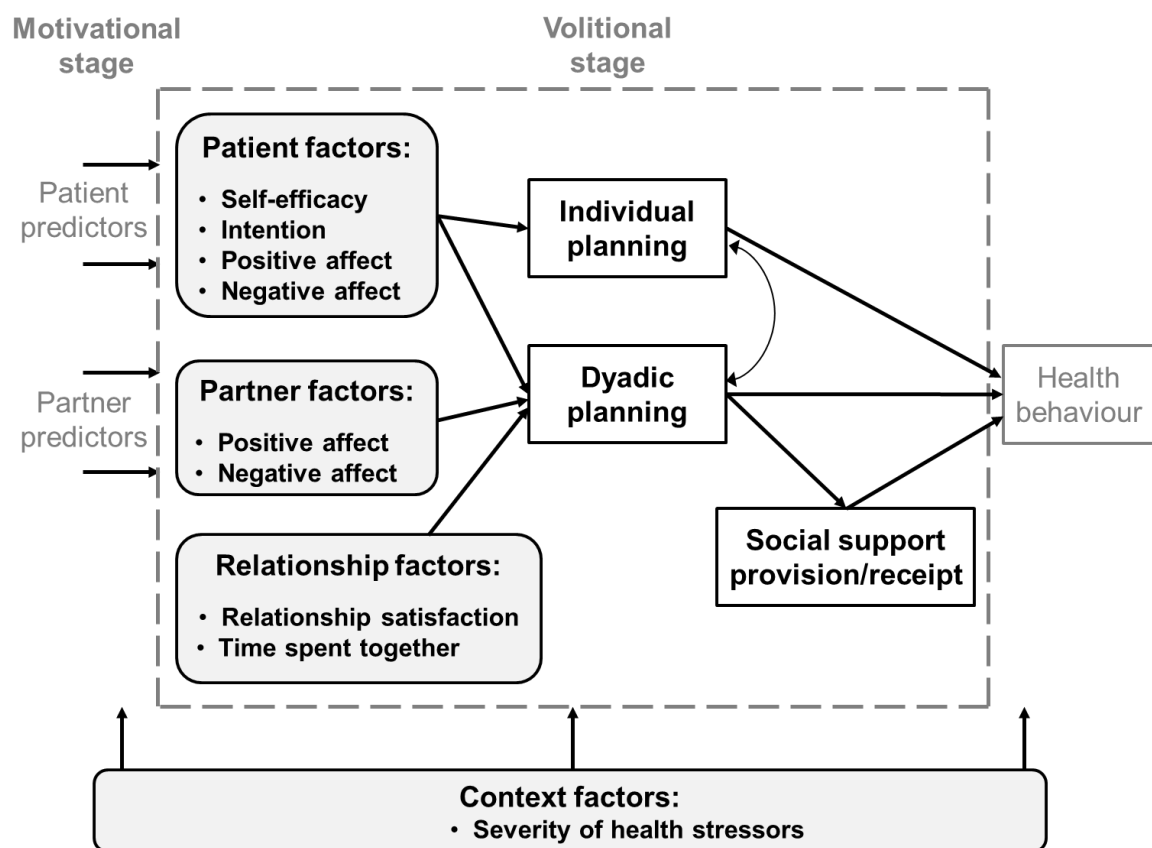 Motivational
stage
Volitional
stage
Patient
predictors
Partner
predictors
Patient factors:
• Self-efficacy
• Intention
• Positive affect
• Negative affect
Partner factors:
• Positive affect
• Negative affect
Relationship factors:
• Relationship satisfaction
• Time spent together
Individual
planning
Dyadic
planning
Social support
provision/receipt
Health
behaviour
Context factors:
• Severity of health stressors